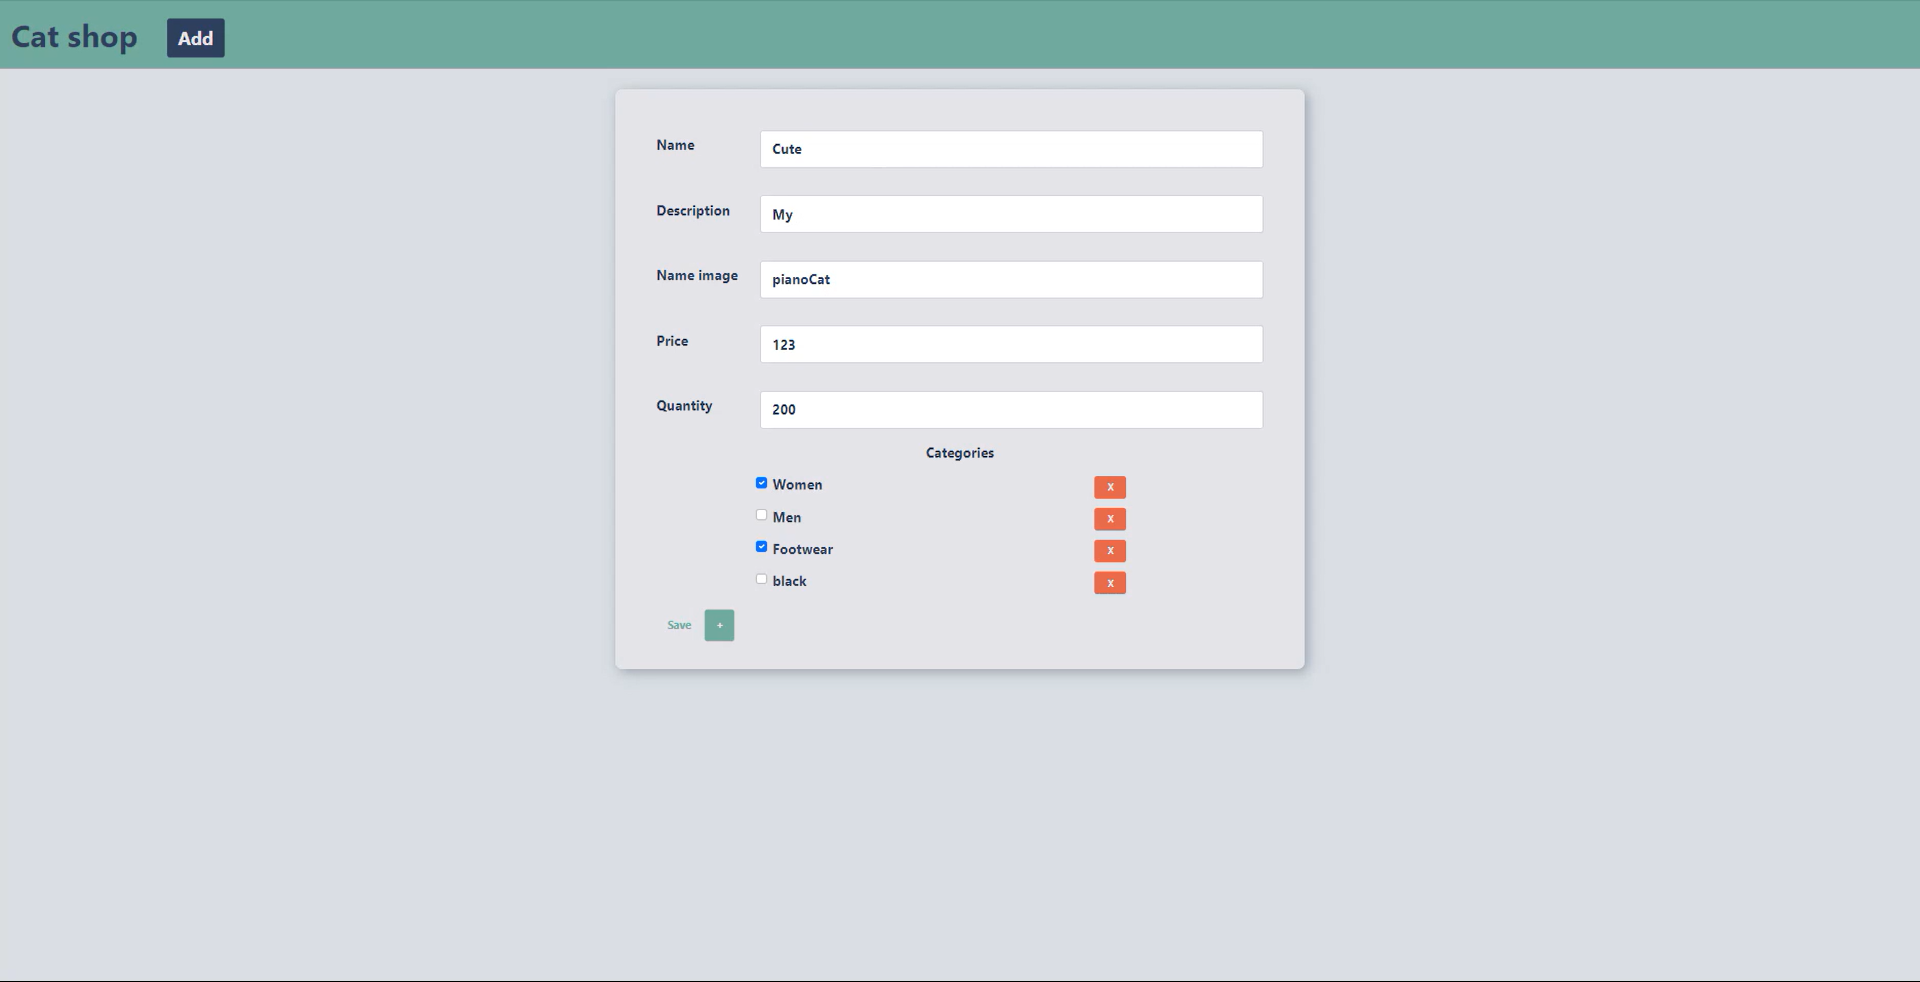 Cat shop Add
Name Cute
Description My
Name image pianoCat
Price 123
Quantity 200
Categories
Women X
Men X
Footwear X
black X
Save +